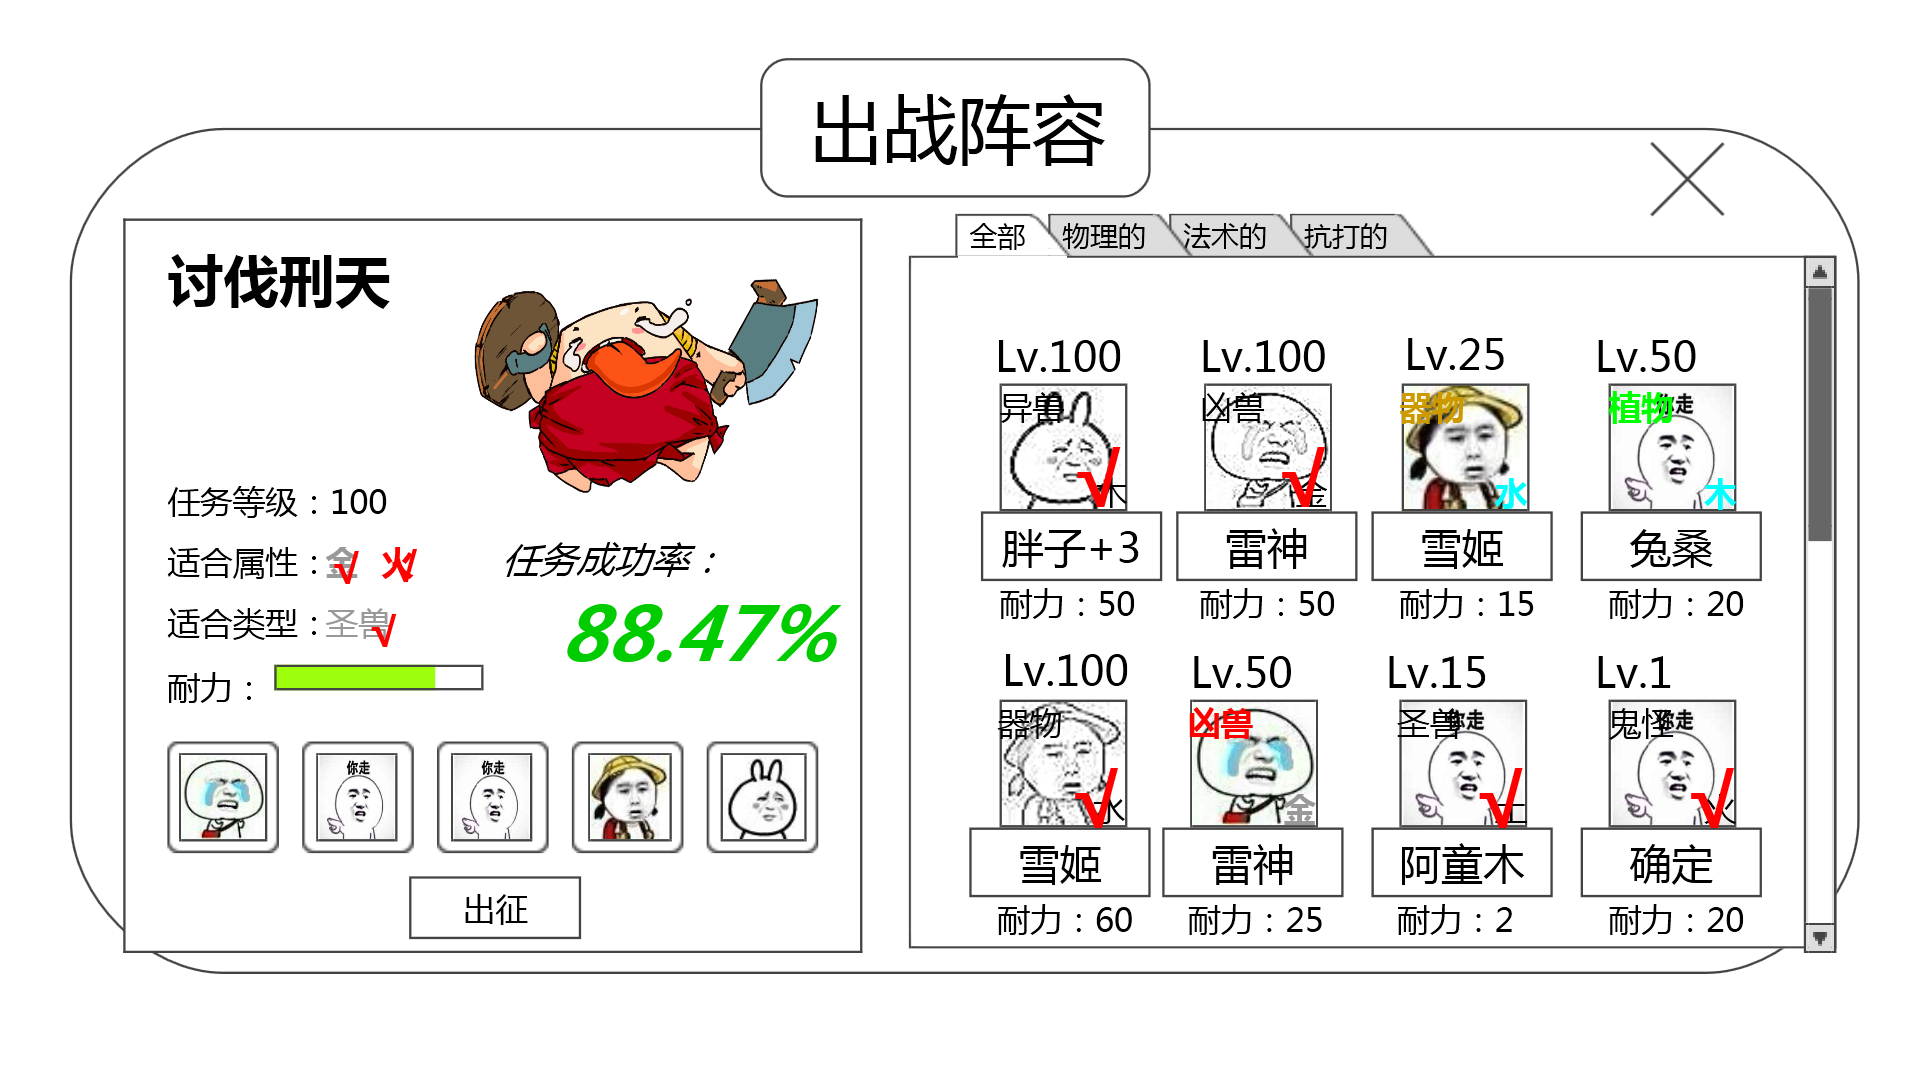 出战阵容
讨伐刑天
任务等级：100
适合属性：金√ 火√
适合类型：圣兽√
耐力：
任务成功率：
88.47%
你走
你走
出征
全部
物理的
法术的
抗打的
Lv.100
异兽
√
木
胖子+3
耐力：50
Lv.100
凶兽
√
金
雷神
耐力：50
Lv.25
器物
水
雪姬
耐力：15
Lv.50
植物
你走
木
兔桑
耐力：20
Lv.100
器物
√
水
雪姬
耐力：60
Lv.50
凶兽
金
雷神
耐力：25
Lv.15
圣兽
你走
√
土
阿童木
耐力：2
Lv.1
鬼怪
你走
√
火
确定
耐力：20